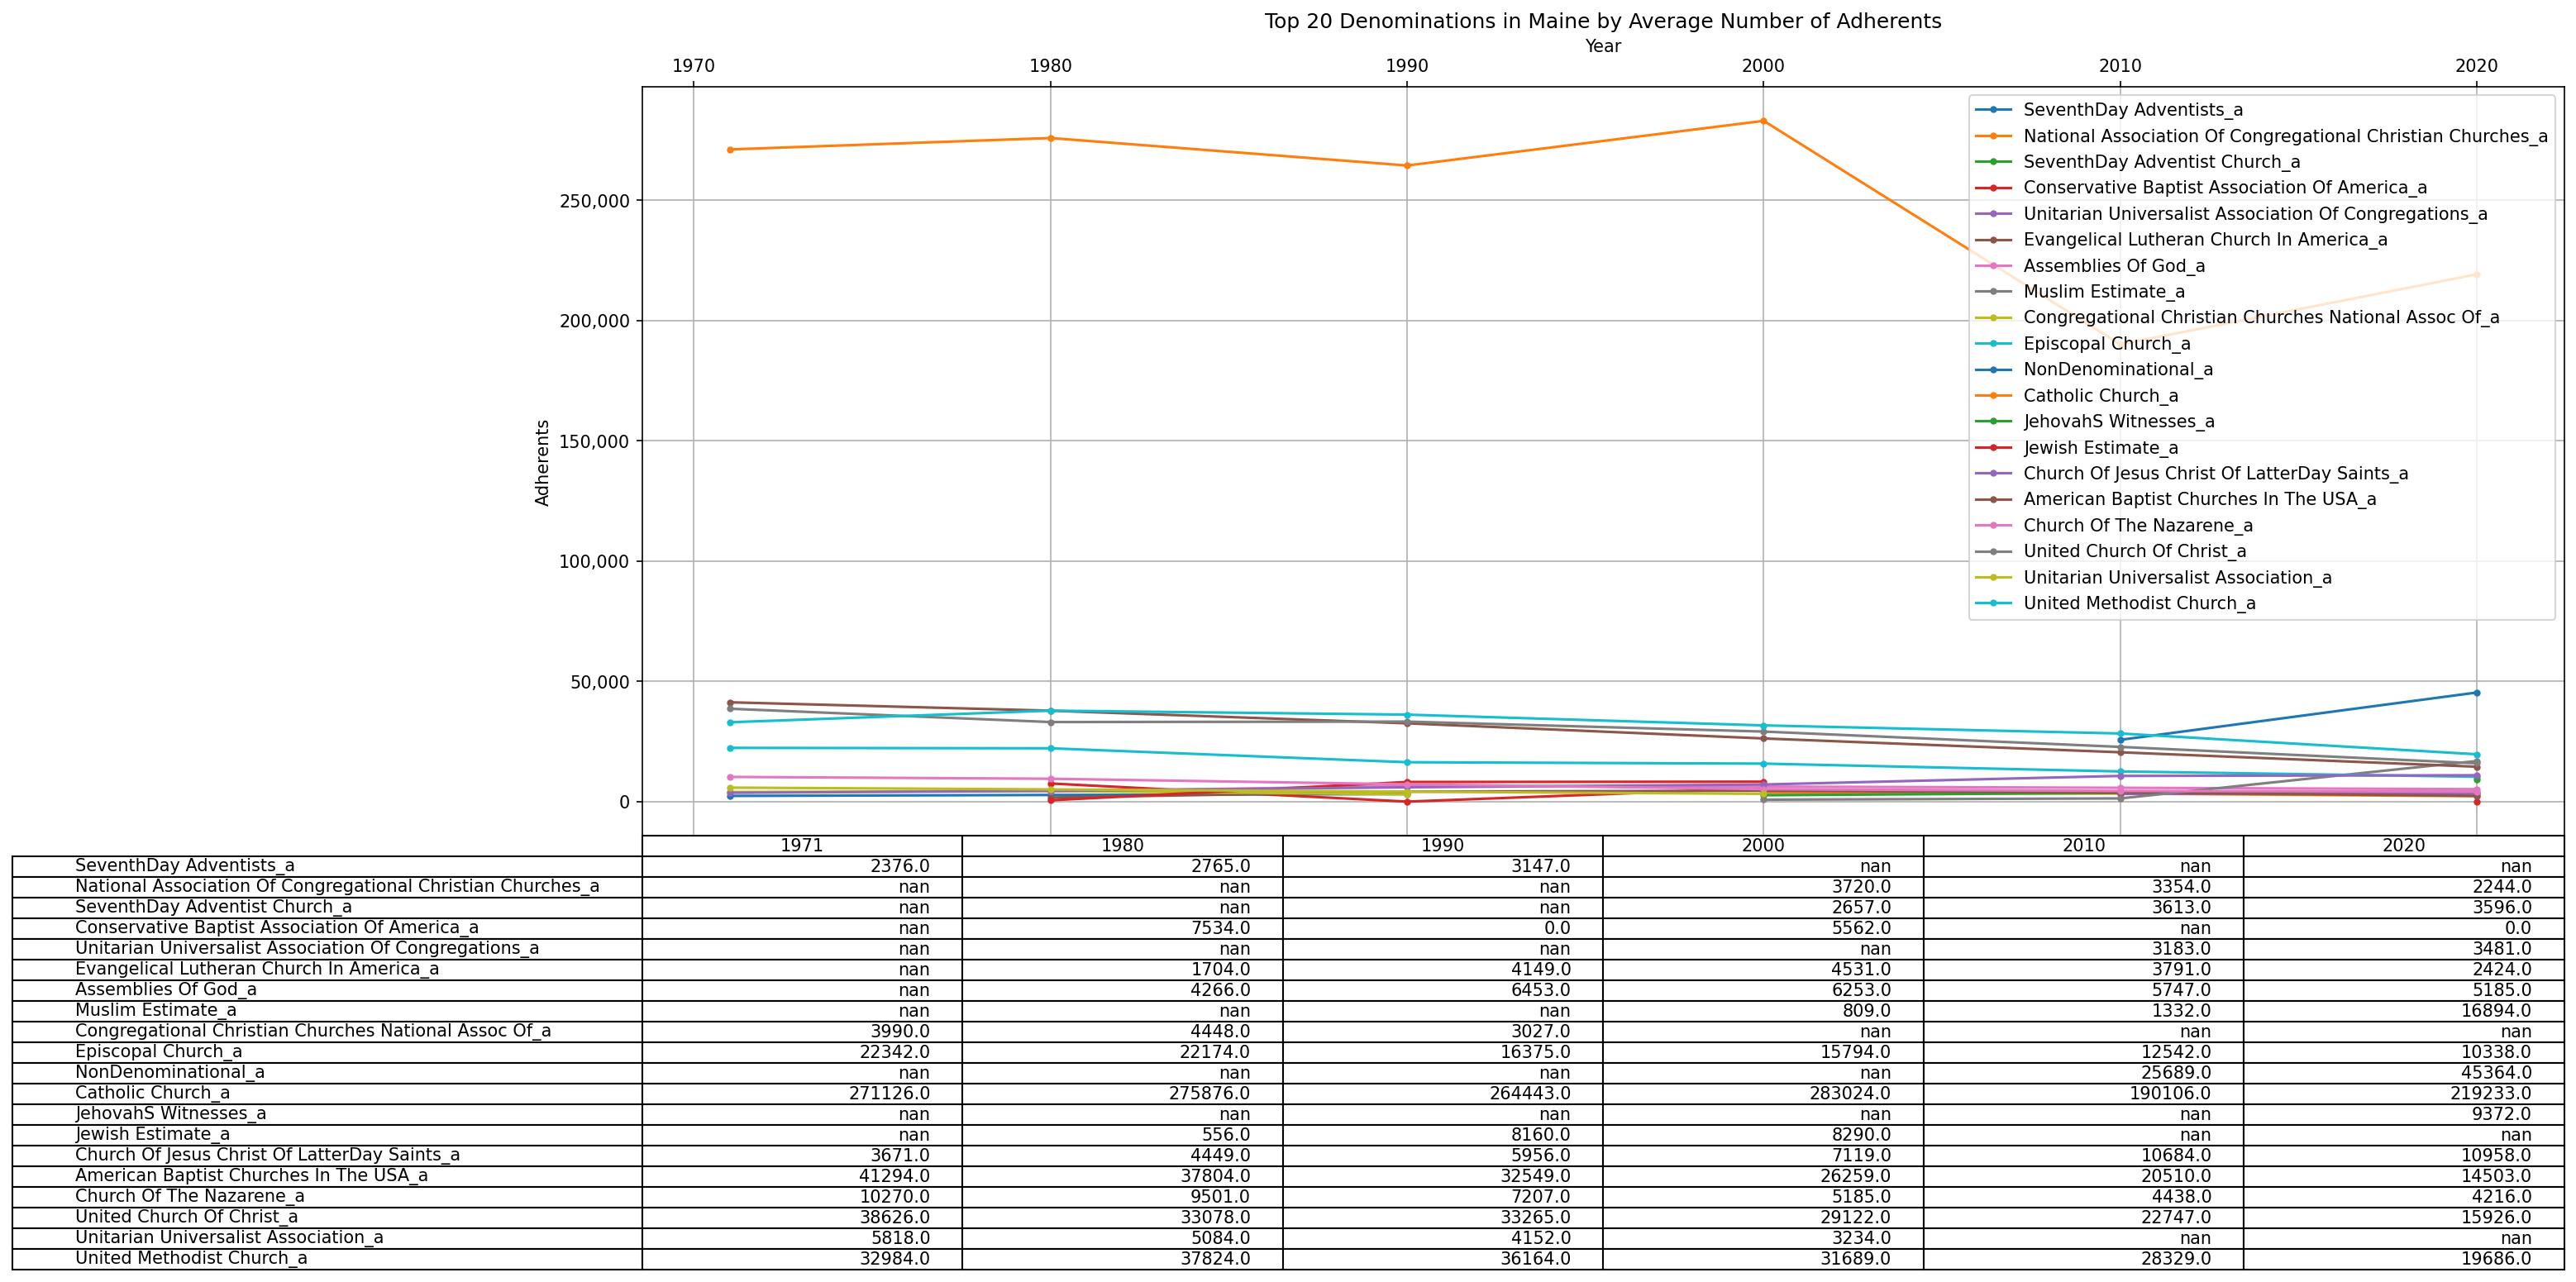 Top 20 Denominations in Maine by Average Number of Adherents
Year
1970 1980 1990 2000 2010 2020
Adherents
250,000
200,000
150,000
100,000
50,000
0
SeventhDay Adventists_a
National Association Of Congregational Christian Churches_a
SeventhDay Adventist Church_a
Conservative Baptist Association Of America_a
Unitarian Universalist Association Of Congregations_a
Evangelical Lutheran Church In America_a
Assemblies Of God_a
Muslim Estimate_a
Congregational Christian Churches National Assoc Of_a
Episcopal Church_a
NonDenominational_a
Catholic Church_a
JehovahS Witnesses_a
Jewish Estimate_a
Church Of Jesus Christ Of LatterDay Saints_a
American Baptist Churches In The USA_a
Church Of The Nazarene_a
United Church Of Christ_a
Unitarian Universalist Association_a
United Methodist Church_a
1971 1980 1990 2000 2010 2020
SeventhDay Adventists_a 2376.0 2765.0 3147.0 nan nan nan
National Association Of Congregational Christian Churches_a nan nan nan 3720.0 3354.0 2244.0
SeventhDay Adventist Church_a nan nan nan 2657.0 3613.0 3596.0
Conservative Baptist Association Of America_a nan 7534.0 0.0 5562.0 nan 0.0
Unitarian Universalist Association Of Congregations_a nan nan nan nan 3183.0 3481.0
Evangelical Lutheran Church In America_a nan 1704.0 4149.0 4531.0 3791.0 2424.0
Assemblies Of God_a nan 4266.0 6453.0 6253.0 5747.0 5185.0
Muslim Estimate_a nan nan nan 809.0 1332.0 16894.0
Congregational Christian Churches National Assoc Of_a 3990.0 4448.0 3027.0 nan nan nan
Episcopal Church_a 22342.0 22174.0 16375.0 15794.0 12542.0 10338.0
NonDenominational_a nan nan nan nan 25689.0 45364.0
Catholic Church_a 271126.0 275876.0 264443.0 283024.0 190106.0 219233.0
JehovahS Witnesses_a nan nan nan nan nan 9372.0
Jewish Estimate_a nan 556.0 8160.0 8290.0 nan nan
Church Of Jesus Christ Of LatterDay Saints_a 3671.0 4449.0 5956.0 7119.0 10684.0 10958.0
American Baptist Churches In The USA_a 41294.0 37804.0 32549.0 26259.0 20510.0 14503.0
Church Of The Nazarene_a 10270.0 9501.0 7207.0 5185.0 4438.0 4216.0
United Church Of Christ_a 38626.0 33078.0 33265.0 29122.0 22747.0 15926.0
Unitarian Universalist Association_a 5818.0 5084.0 4152.0 3234.0 nan nan
United Methodist Church_a 32984.0 37824.0 36164.0 31689.0 28329.0 19686.0